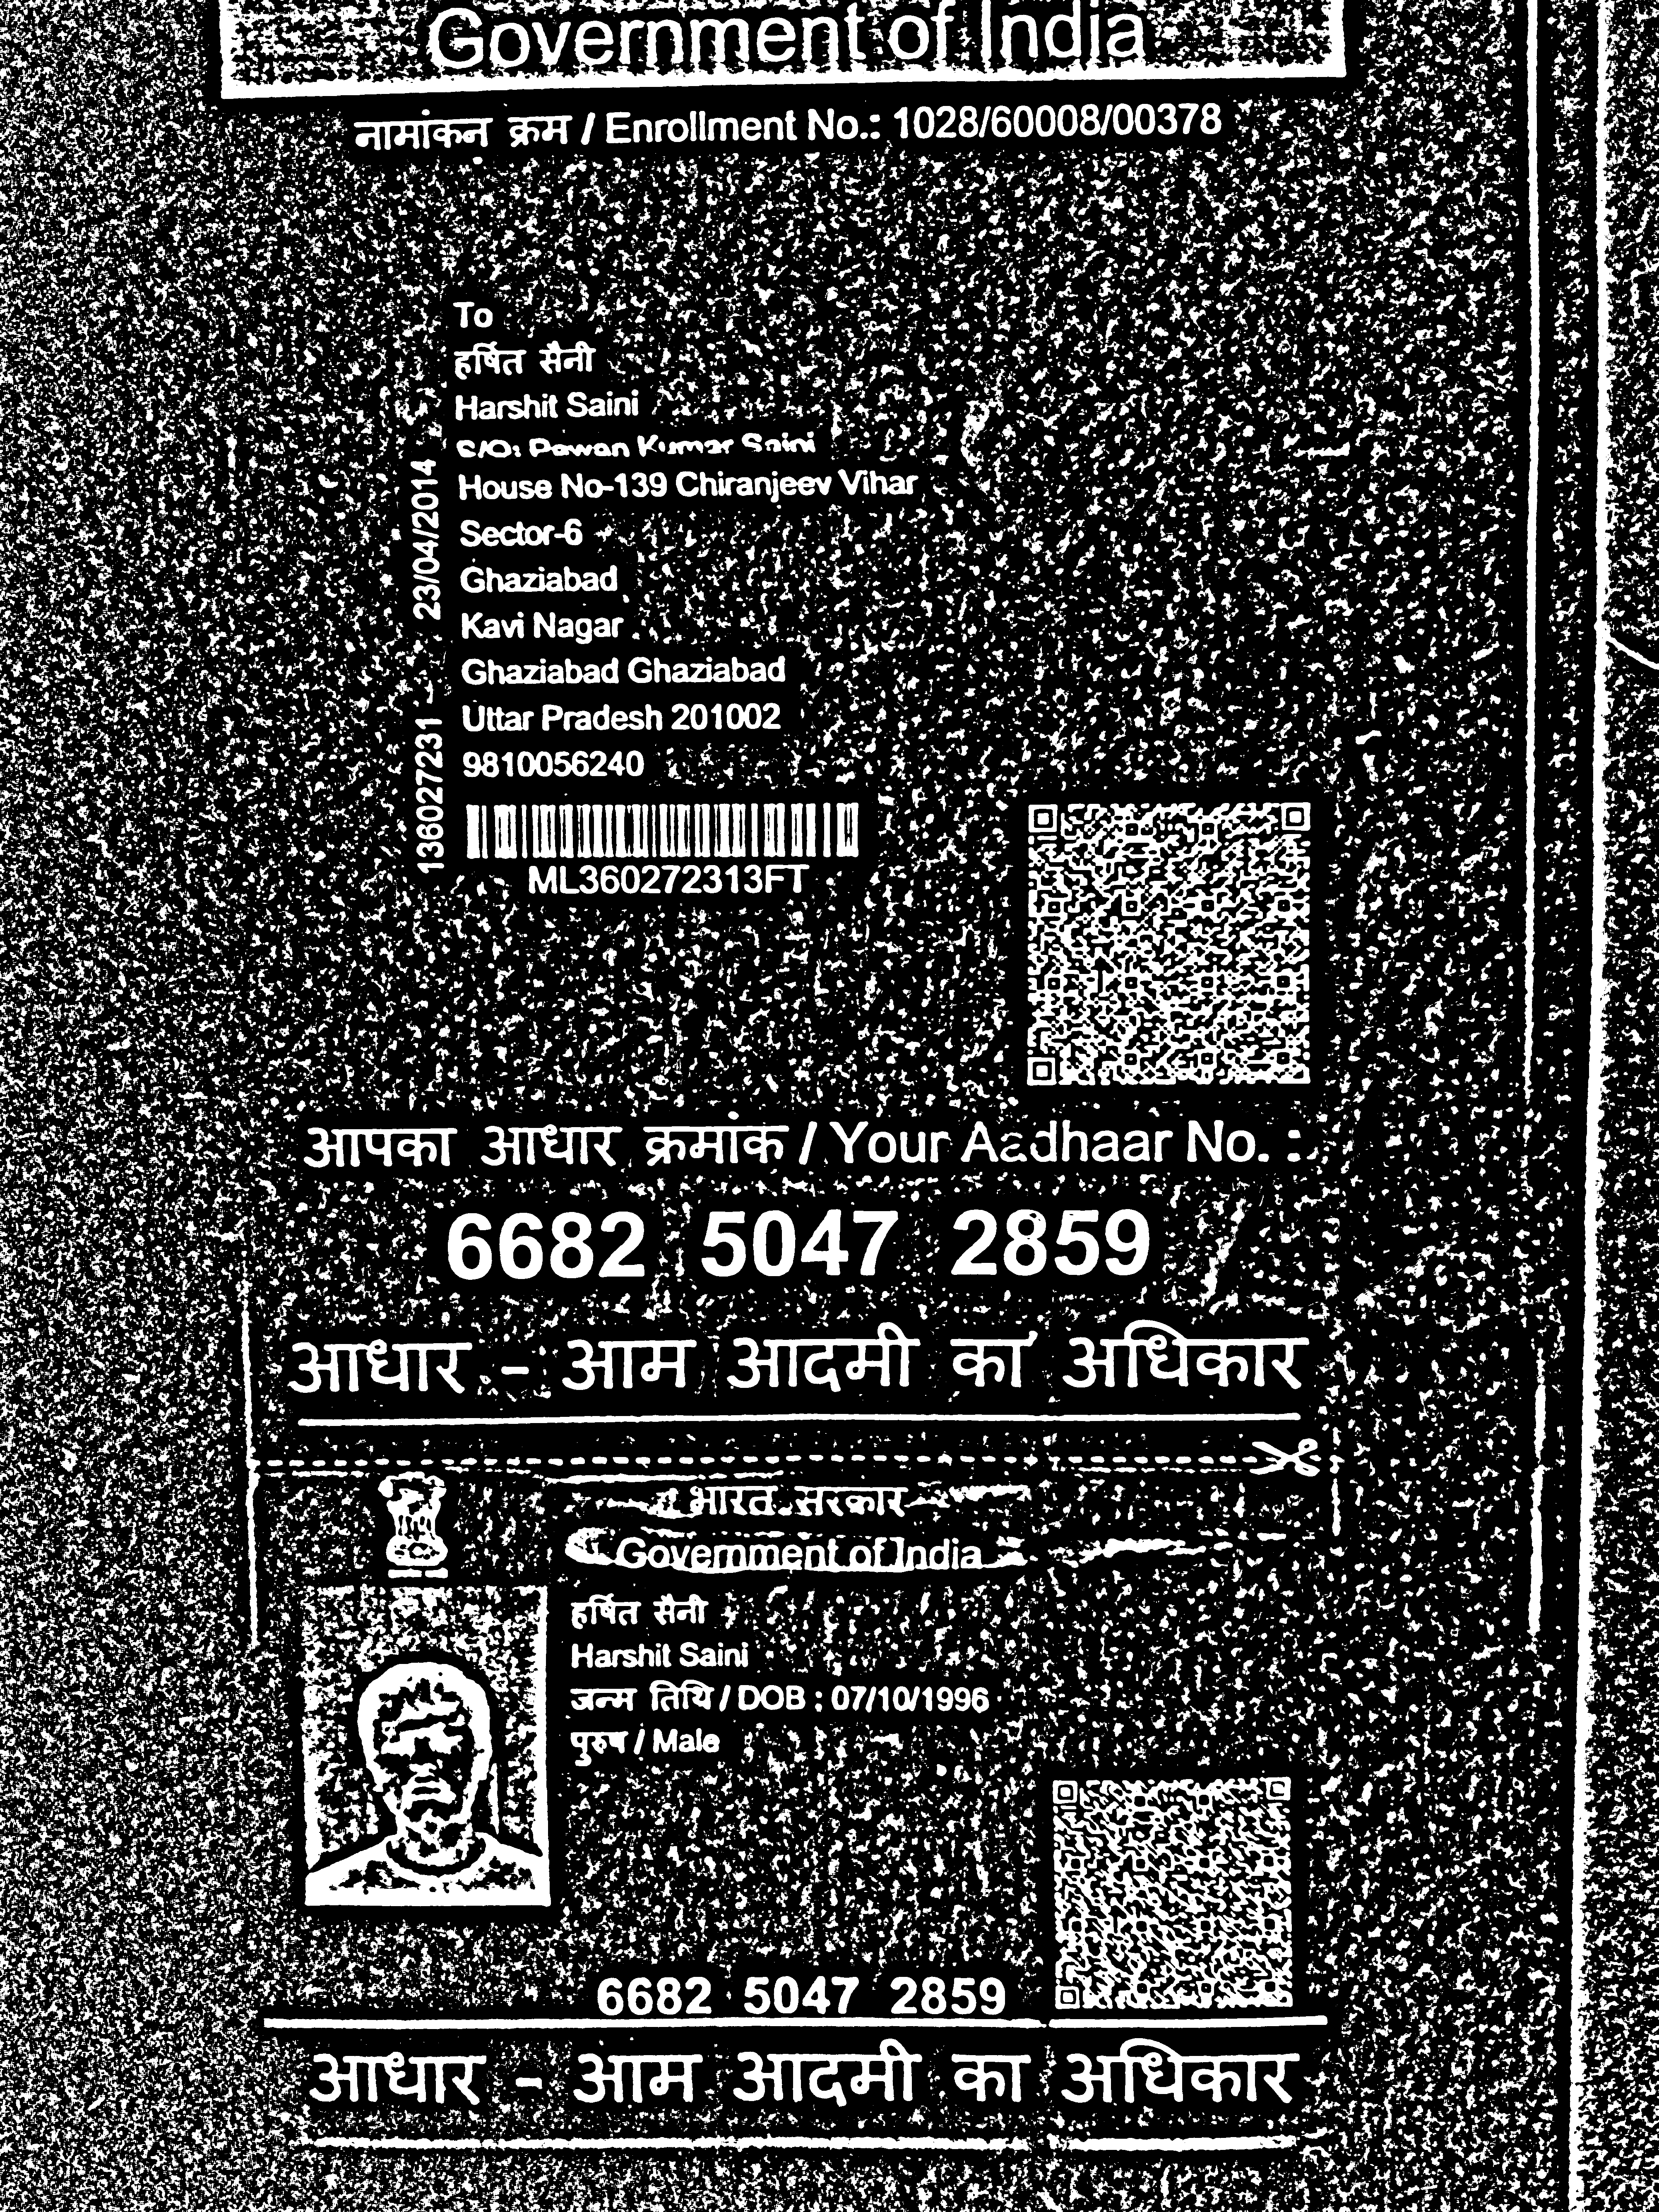 Government of India
नामांकन क्रम / Enrollment No.: 1028/60008/00378
To
हर्षित सैनी
Harshit Saini
S/O: Pawan Kumar Saini
House No-139 Chiranjeev Vihar
Sector-6
Ghaziabad
Kavi Nagar
Ghaziabad Ghaziabad
Uttar Pradesh 201002
9810056240
136027231 - 23/04/2014
ML360272313FT
आपका आधार क्रमांक / Your Aadhaar No. :
6682 5047 2859
आधार - आम आदमी का अधिकार
भारत सरकार
Government of India
हर्षित सैनी
Harshit Saini
जन्म तिथि / DOB : 07/10/1996
पुरुष / Male
6682 5047 2859
आधार - आम आदमी का अधिकार